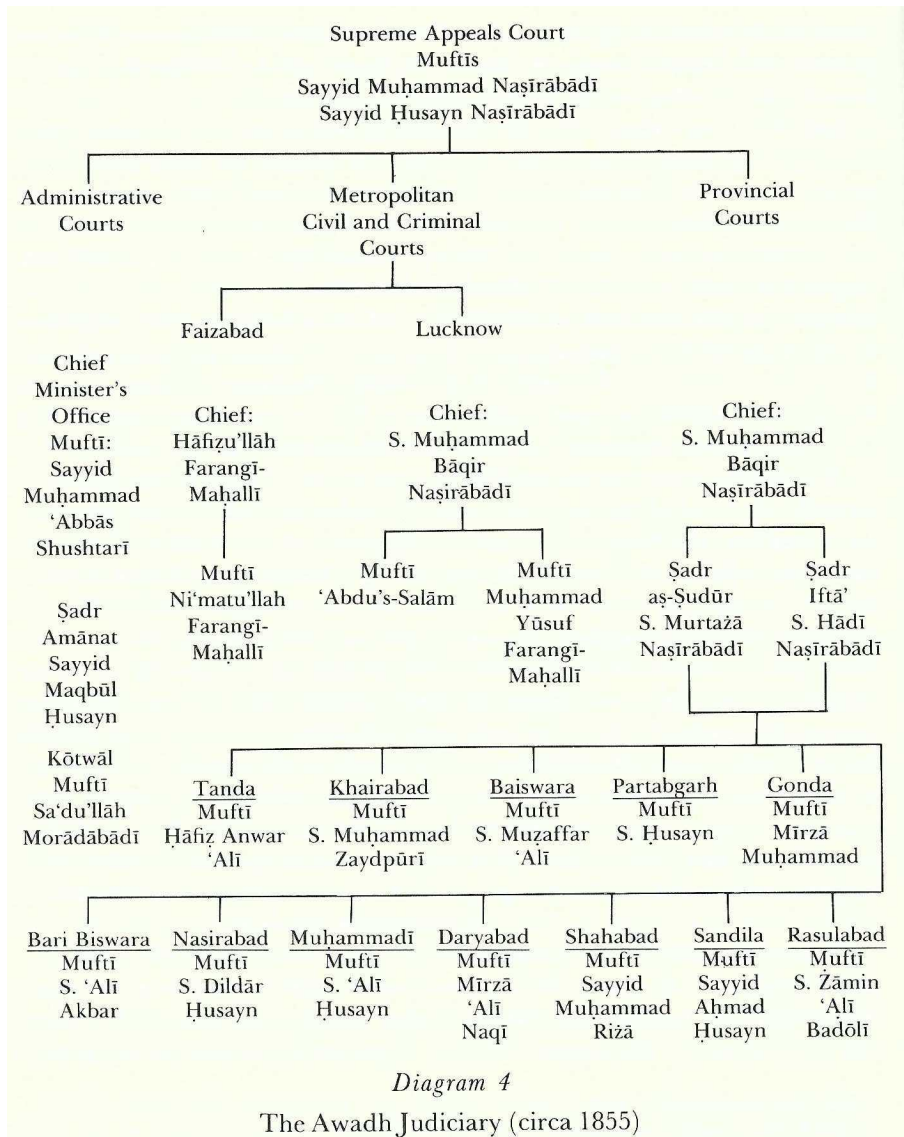 Supreme Appeals Court
Muftīs
Sayyid Muḥammad Naṣīrābādī
Sayyid Ḥusayn Naṣīrābādī
Administrative
Courts
Metropolitan
Civil and Criminal
Courts
Provincial
Courts
Faizabad
Lucknow
Chief
Minister's
Office
Muftī:
Sayyid
Muḥammad
‘Abbās
Shushtarī
Ṣadr
Amānat
Sayyid
Maqbūl
Ḥusayn
Kōtwāl
Muftī
Sa‘du'llāh
Morādābādī
Chief:
Ḥāfiẓu'llāh
Farangī-
Maḥallī
Muftī
Ni‘matu'llah
Farangī-
Maḥallī
Chief:
S. Muḥammad
Bāqir
Naṣirābādī
Muftī
‘Abdu's-Salām
Muftī
Muḥammad
Yūsuf
Farangī-
Maḥallī
Chief:
S. Muḥammad
Bāqir
Naṣīrābādī
Ṣadr
aṣ-Ṣudūr
S. Murtażā
Naṣīrābādī
Ṣadr
Iftā’
S. Hādī
Naṣīrābādī
Tanda
Muftī
Ḥāfiẓ Anwar
‘Alī
Khairabad
Muftī
S. Muḥammad
Zaydpūrī
Baiswara
Muftī
S. Muẓaffar
‘Alī
Partabgarh
Muftī
S. Ḥusayn
Gonda
Muftī
Mīrzā
Muḥammad
Bari Biswara
Muftī
S. ‘Alī
Akbar
Nasirabad
Muftī
S. Dildār
Ḥusayn
Muḥammadī
Muftī
S. ‘Alī
Ḥusayn
Daryabad
Muftī
Mīrzā
‘Alī
Naqī
Shahabad
Muftī
Sayyid
Muḥammad
Riżā
Sandila
Muftī
Sayyid
Aḥmad
Ḥusayn
Rasulabad
Muftī
S. Żāmin
‘Alī
Badōlī
Diagram 4
The Awadh Judiciary (circa 1855)